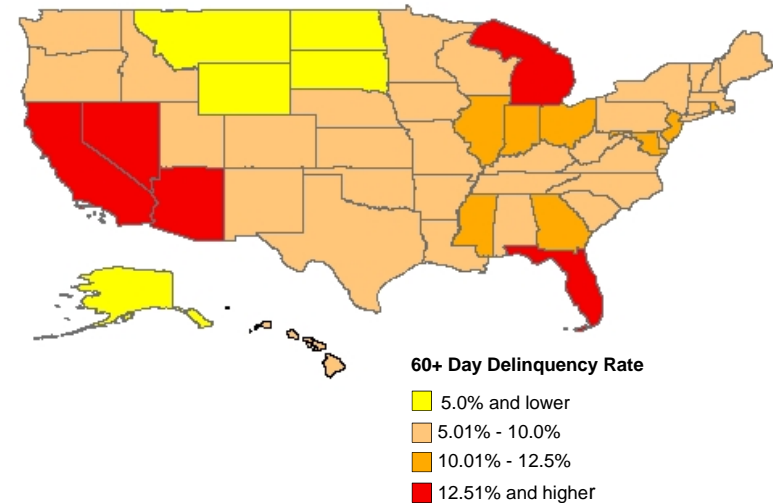 60+ Day Delinquency Rate
5.0% and lower
5.01% - 10.0%
10.01% - 12.5%
12.51% and higher